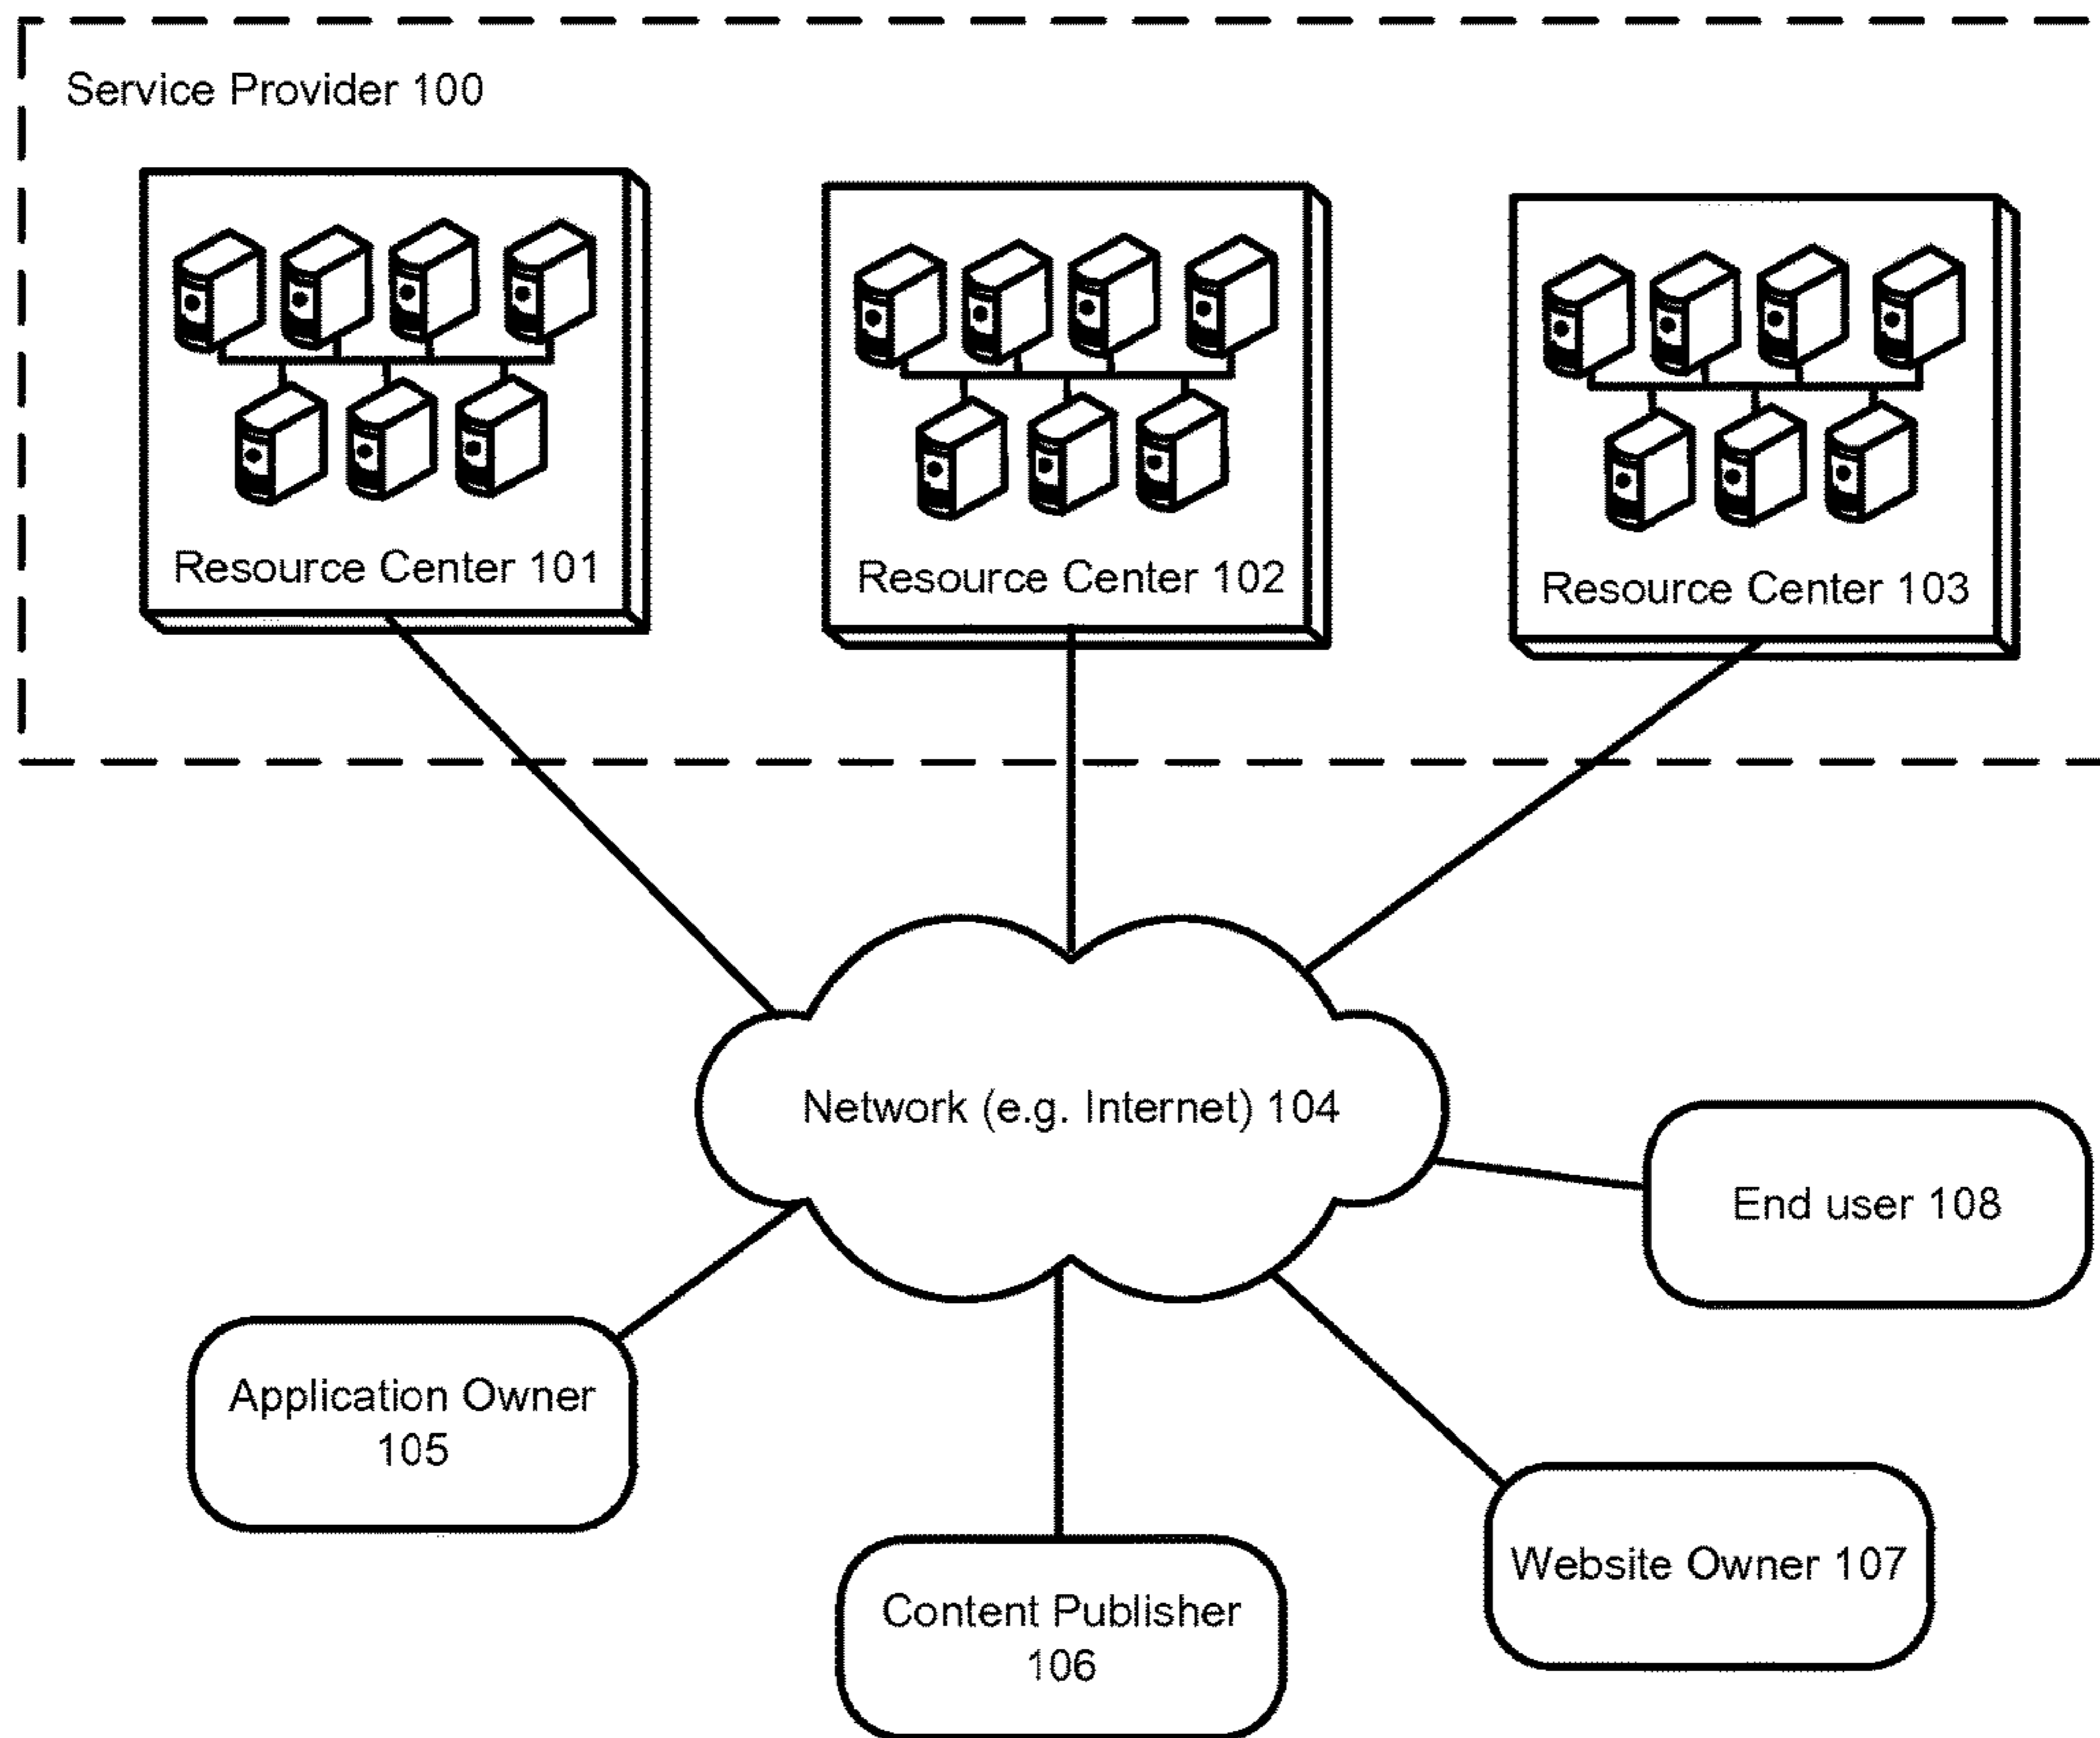 Service Provider 100
Resource Center 101
Resource Center 102
Resource Center 103
Network (e.g. Internet) 104
End user 108
Application Owner
105
Website Owner 107
Content Publisher
106